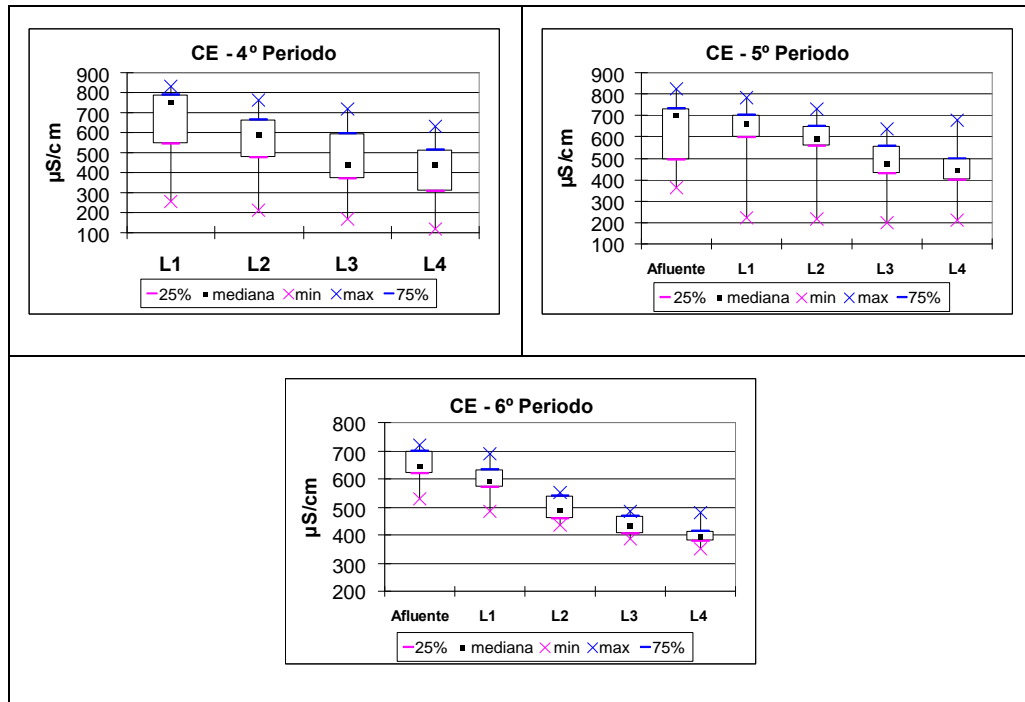 CE - 4º Periodo
900
800
700
600
500
400
300
200
100
µS/cm
L1 L2 L3 L4
25% mediana min max 75%
CE - 5º Periodo
900
800
700
600
500
400
300
200
100
µS/cm
Afluente L1 L2 L3 L4
25% mediana min max 75%
CE - 6º Periodo
800
700
600
500
400
300
200
µS/cm
Afluente L1 L2 L3 L4
25% mediana min max 75%